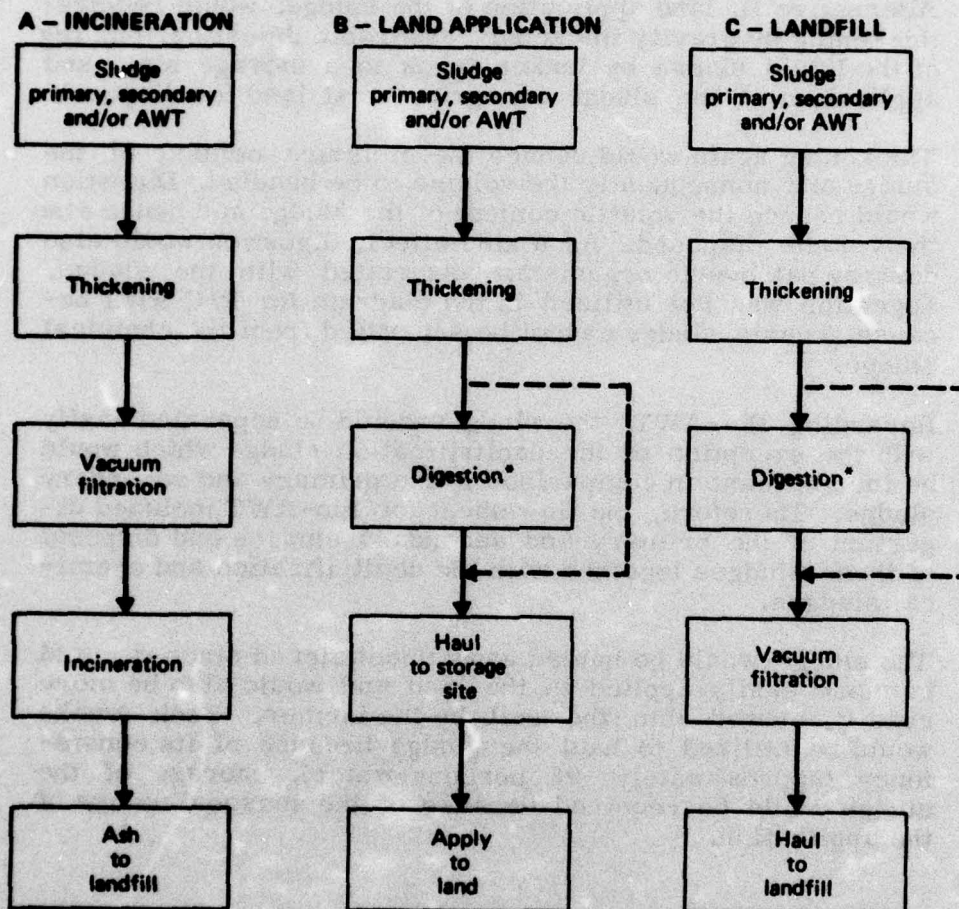 A – INCINERATION
Sludge
primary, secondary
and/or AWT
Thickening
Vacuum
filtration
Incineration
Ash
to
landfill
B – LAND APPLICATION
Sludge
primary, secondary
and/or AWT
Thickening
Digestion*
Haul
to storage
site
Apply
to
land
C – LANDFILL
Sludge
primary, secondary
and/or AWT
Thickening
Digestion*
Vacuum
filtration
Haul
to
landfill